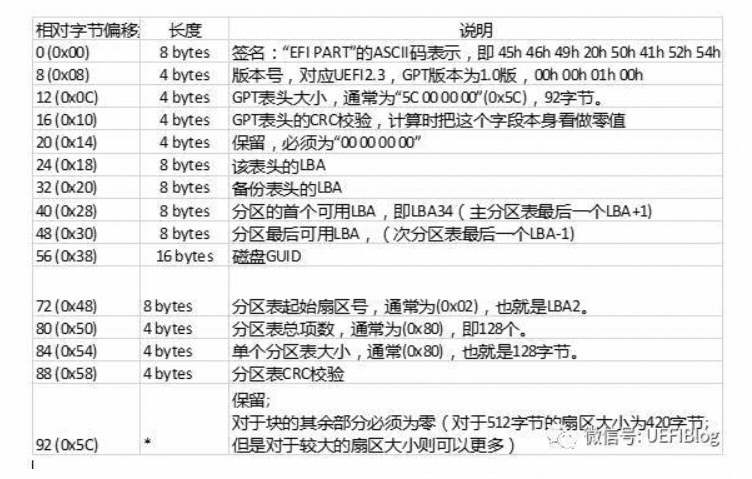 相对字节偏移 长度 说明
0 (0x00) 8 bytes 签名：“EFI PART”的ASCII码表示，即 45h 46h 49h 20h 50h 41h 52h 54h
8 (0x08) 4 bytes 版本号，对应UEFI2.3，GPT版本为1.0版，00h 00h 01h 00h
12 (0x0C) 4 bytes GPT表头大小，通常为“5C 00 00 00”(0x5C)，92字节。
16 (0x10) 4 bytes GPT表头的CRC校验，计算时把这个字段本身看做零值
20 (0x14) 4 bytes 保留，必须为“00 00 00 00”
24 (0x18) 8 bytes 该表头的LBA
32 (0x20) 8 bytes 备份表头的LBA
40 (0x28) 8 bytes 分区的首个可用LBA，即LBA34（主分区表最后一个LBA+1)
48 (0x30) 8 bytes 分区最后可用LBA，（次分区表最后一个LBA-1)
56 (0x38) 16 bytes 磁盘GUID
72 (0x48) 8 bytes 分区表起始扇区号，通常为(0x02)，也就是LBA2。
80 (0x50) 4 bytes 分区表总项数，通常为(0x80)，即128个。
84 (0x54) 4 bytes 单个分区表大小，通常(0x80)，也就是128字节。
88 (0x58) 4 bytes 分区表CRC校验
保留;
对于块的其余部分必须为零（对于512字节的扇区大小为420字节;
92 (0x5C) * 但是对于较大的扇区大小则可以更多）
微信号: UEFIBlog